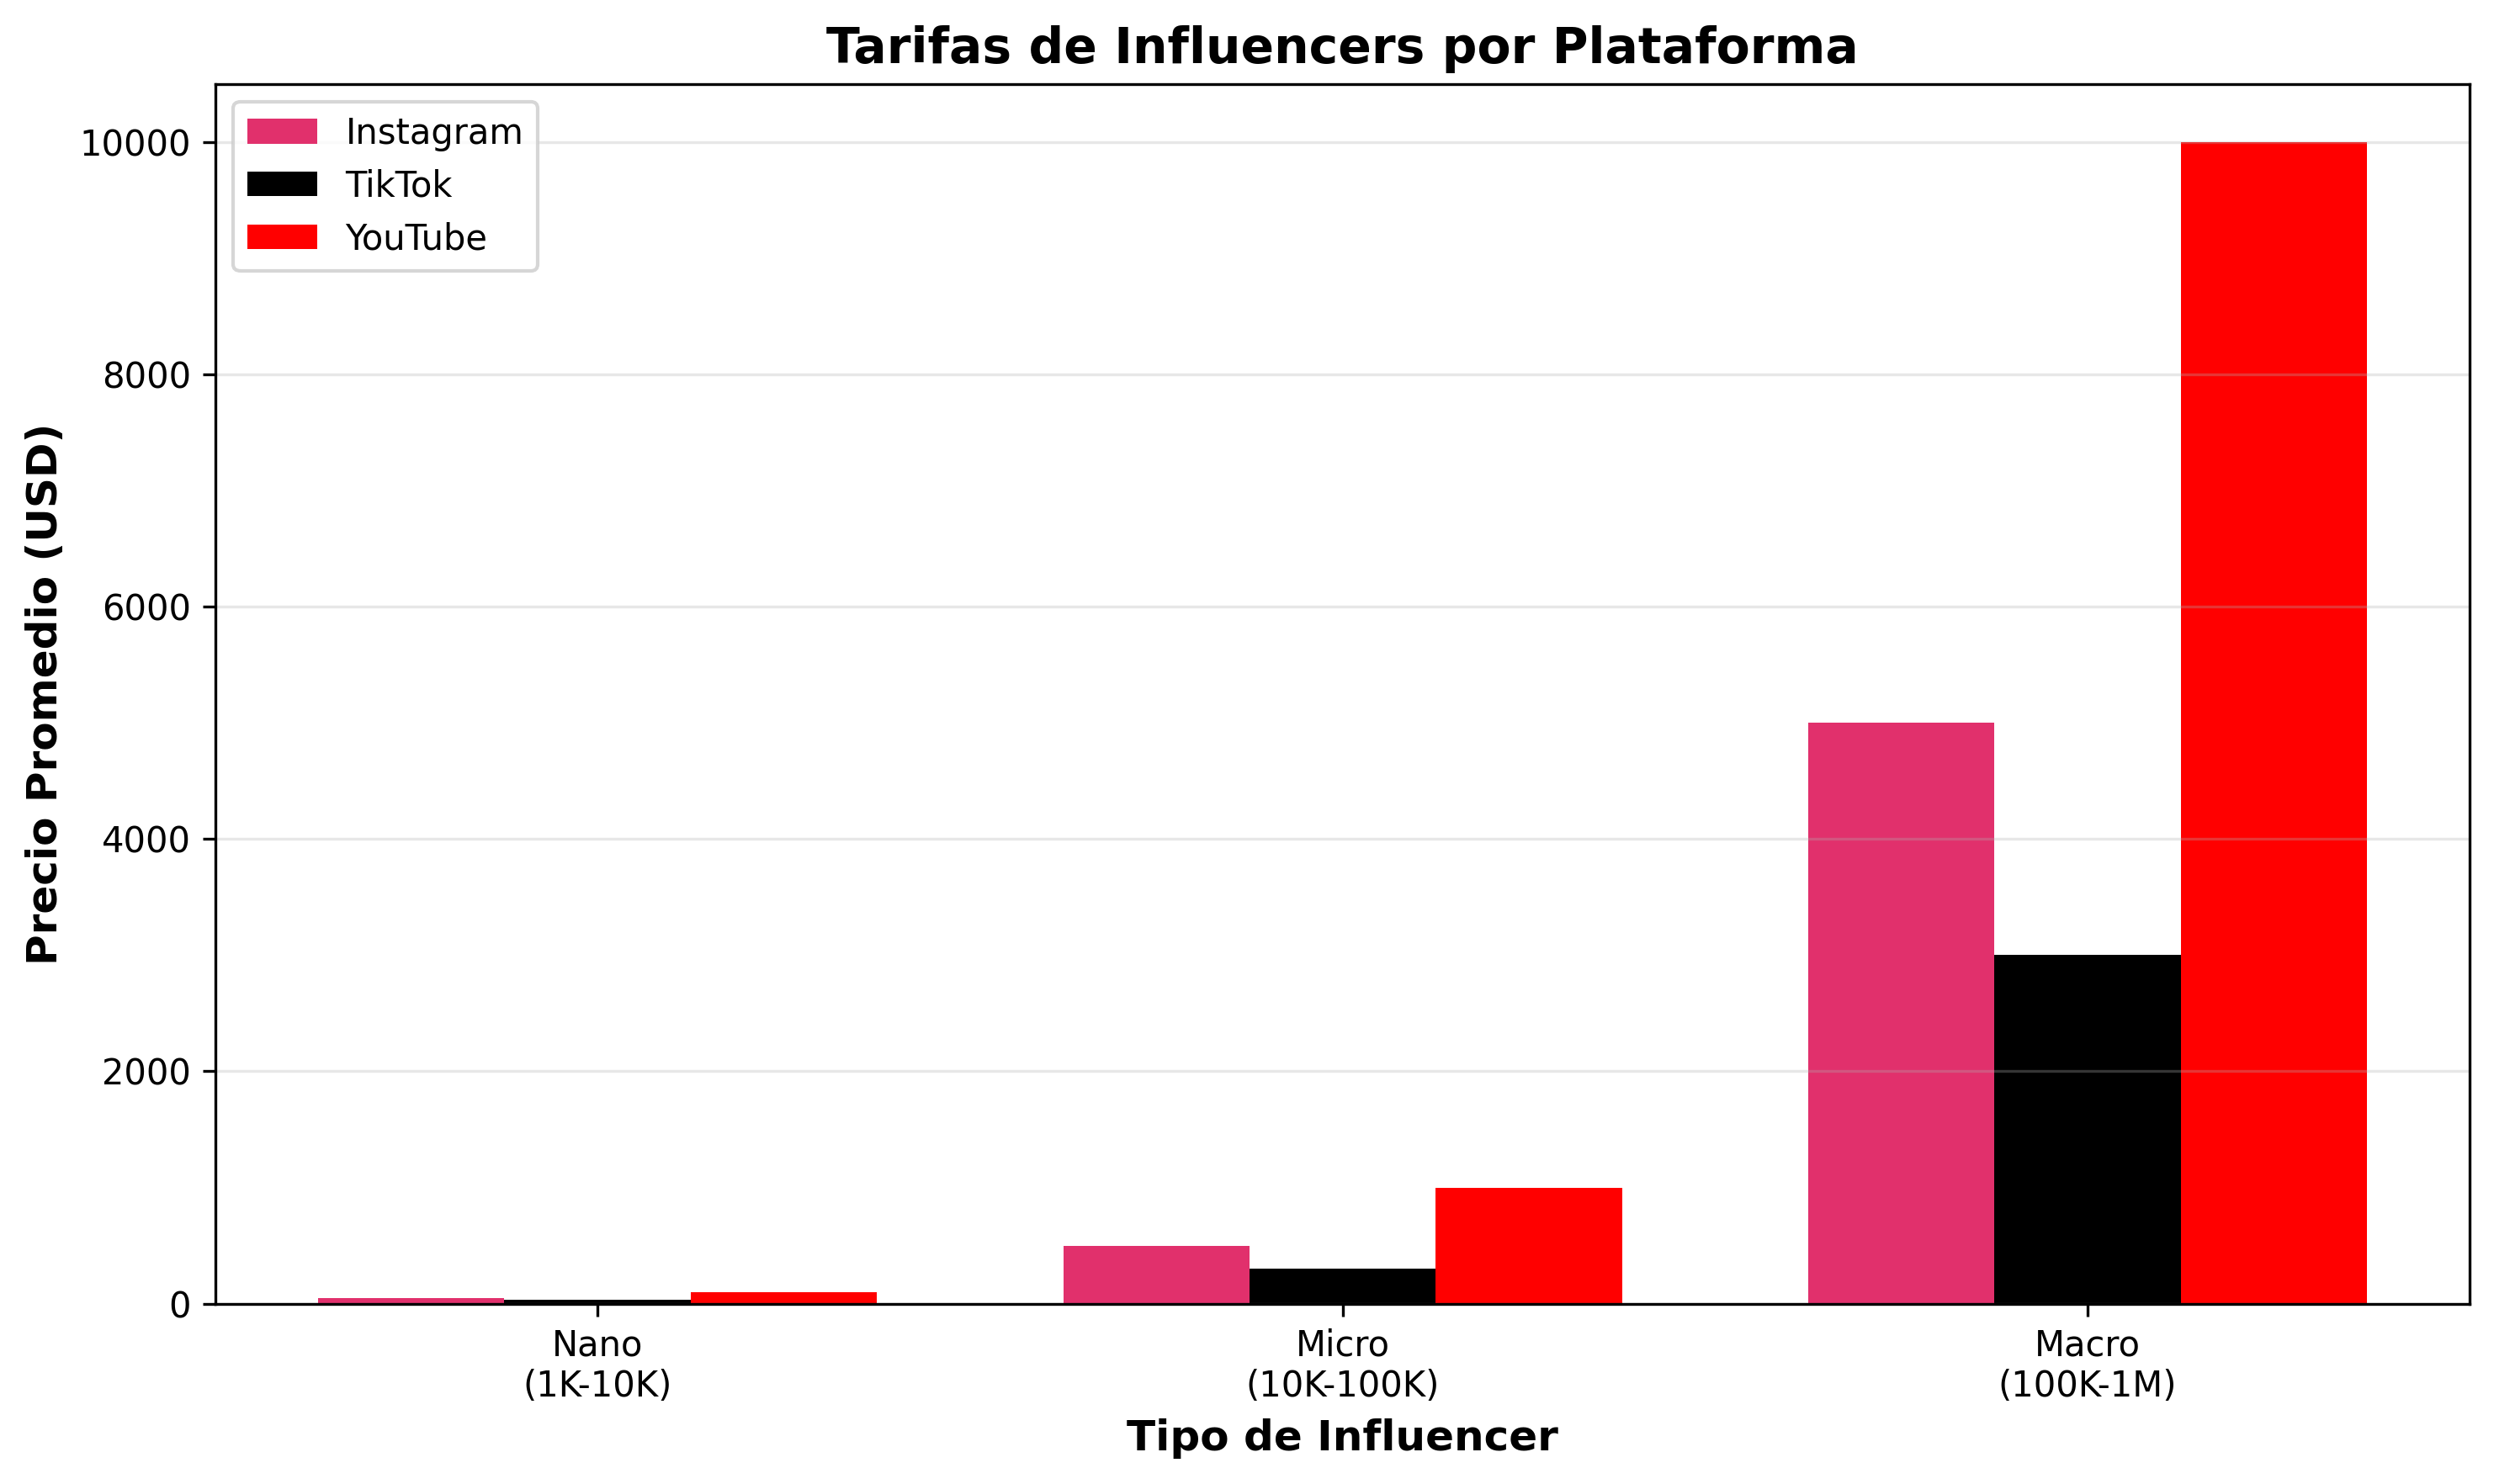 Tarifas de Influencers por Plataforma
Instagram
TikTok
YouTube
Precio Promedio (USD)
10000
8000
6000
4000
2000
0
Nano
(1K-10K)
Micro
(10K-100K)
Macro
(100K-1M)
Tipo de Influencer